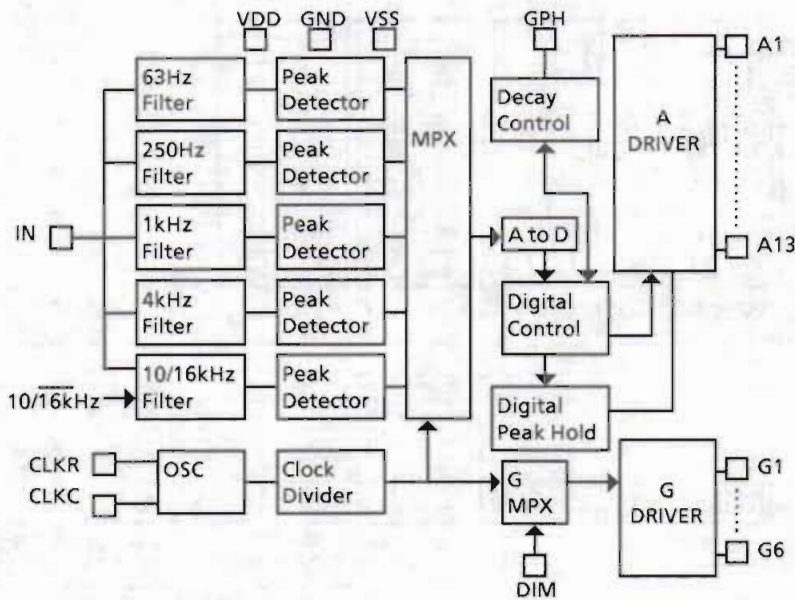 VDD GND VSS GPH
A1
63Hz
Filter
Peak
Detector
MPX
Decay
Control
A
DRIVER
250Hz
Filter
Peak
Detector
IN
1kHz
Filter
Peak
Detector
A to D
A13
4kHz
Filter
Peak
Detector
Digital
Control
10/16kHz
10/16kHz
Filter
Peak
Detector
Digital
Peak Hold
CLKR
CLKC
OSC
Clock
Divider
G
MPX
G
DRIVER
G1
G6
DIM